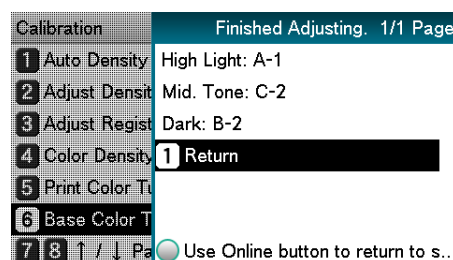 Calibration
1 Auto Density
2 Adjust Densit
3 Adjust Regist
4 Color Density
5 Print Color Tu
6 Base Color T
7 8 ↑ / ↓ Pa
Finished Adjusting. 1/1 Page
High Light: A-1
Mid. Tone: C-2
Dark: B-2
1 Return
Use Online button to return to s..